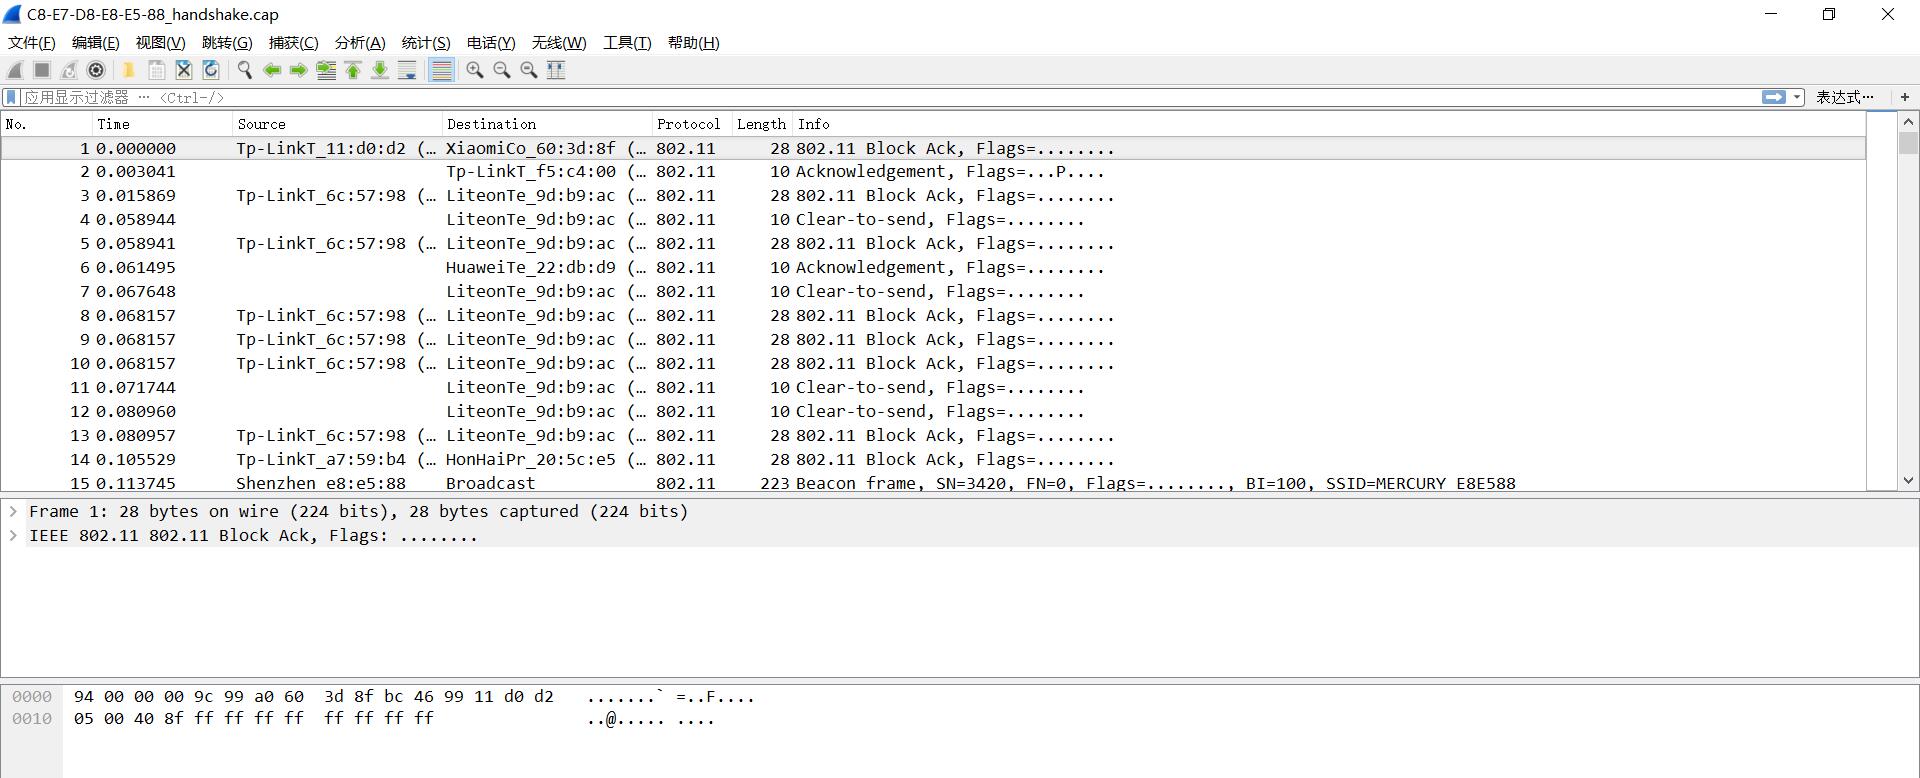 C8-E7-D8-E8-E5-88_handshake.cap
文件(F) 编辑(E) 视图(V) 跳转(G) 捕获(C) 分析(A) 统计(S) 电话(Y) 无线(W) 工具(T) 帮助(H)
应用显示过滤器 … <Ctrl-/> 表达式… +
No. Time Source Destination Protocol Length Info
1 0.000000 Tp-LinkT_11:d0:d2 (… XiaomiCo_60:3d:8f (… 802.11 28 802.11 Block Ack, Flags=........
2 0.003041 Tp-LinkT_f5:c4:00 (… 802.11 10 Acknowledgement, Flags=...P....
3 0.015869 Tp-LinkT_6c:57:98 (… LiteonTe_9d:b9:ac (… 802.11 28 802.11 Block Ack, Flags=........
4 0.058944 LiteonTe_9d:b9:ac (… 802.11 10 Clear-to-send, Flags=........
5 0.058941 Tp-LinkT_6c:57:98 (… LiteonTe_9d:b9:ac (… 802.11 28 802.11 Block Ack, Flags=........
6 0.061495 HuaweiTe_22:db:d9 (… 802.11 10 Acknowledgement, Flags=........
7 0.067648 LiteonTe_9d:b9:ac (… 802.11 10 Clear-to-send, Flags=........
8 0.068157 Tp-LinkT_6c:57:98 (… LiteonTe_9d:b9:ac (… 802.11 28 802.11 Block Ack, Flags=........
9 0.068157 Tp-LinkT_6c:57:98 (… LiteonTe_9d:b9:ac (… 802.11 28 802.11 Block Ack, Flags=........
10 0.068157 Tp-LinkT_6c:57:98 (… LiteonTe_9d:b9:ac (… 802.11 28 802.11 Block Ack, Flags=........
11 0.071744 LiteonTe_9d:b9:ac (… 802.11 10 Clear-to-send, Flags=........
12 0.080960 LiteonTe_9d:b9:ac (… 802.11 10 Clear-to-send, Flags=........
13 0.080957 Tp-LinkT_6c:57:98 (… LiteonTe_9d:b9:ac (… 802.11 28 802.11 Block Ack, Flags=........
14 0.105529 Tp-LinkT_a7:59:b4 (… HonHaiPr_20:5c:e5 (… 802.11 28 802.11 Block Ack, Flags=........
15 0.113745 Shenzhen_e8:e5:88 Broadcast 802.11 223 Beacon frame, SN=3420, FN=0, Flags=........, BI=100, SSID=MERCURY_E8E588
Frame 1: 28 bytes on wire (224 bits), 28 bytes captured (224 bits)
IEEE 802.11 802.11 Block Ack, Flags: ........
0000 94 00 00 00 9c 99 a0 60 3d 8f bc 46 99 11 d0 d2 .......` =..F....
0010 05 00 40 8f ff ff ff ff ff ff ff ff ..@..... ....